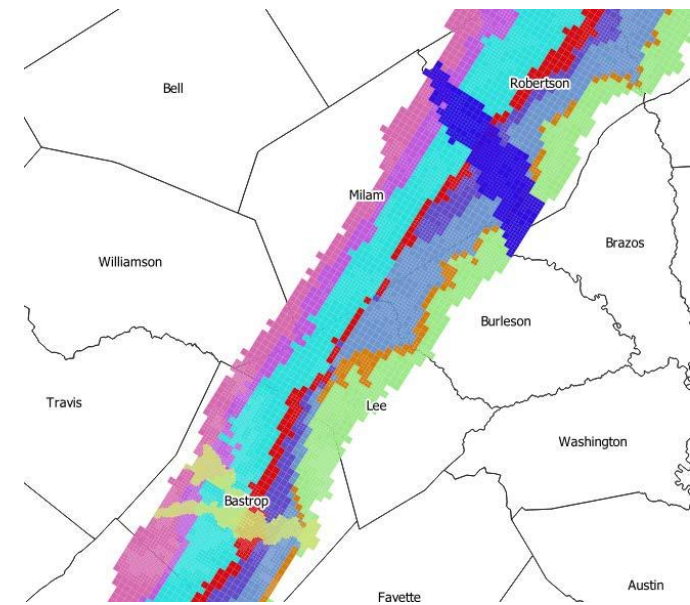 Bell
Robertson
Milam
Brazos
Williamson
Burleson
Travis
Lee
Washington
Bastrop
Austin
Fayette